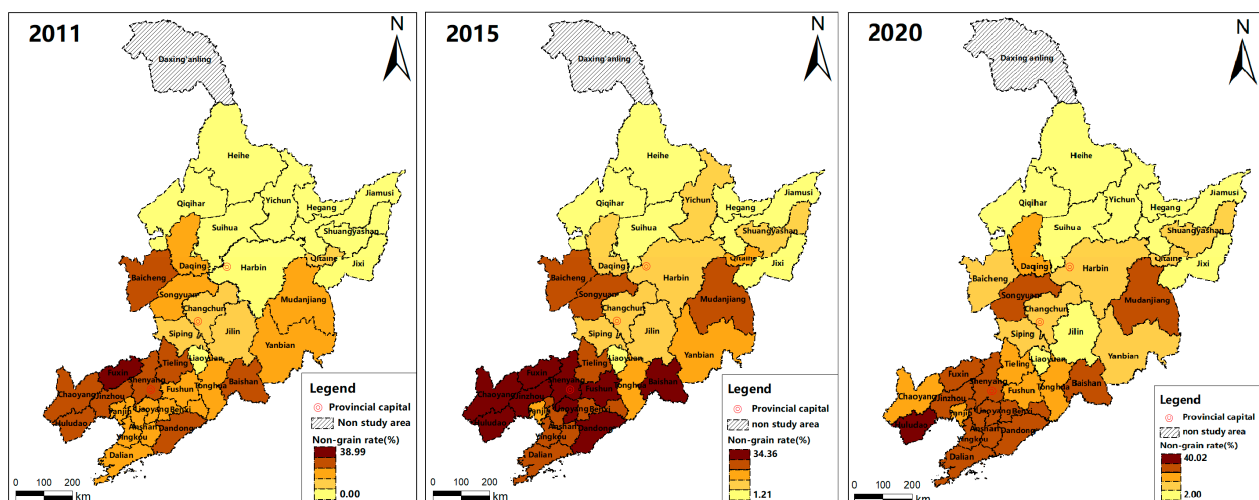 2011
N
Daxing'anling
Heihe
Jiamusi
Qiqihar
Yichun
Hegang
Suihua
Shuangyashan
Qitaihe
Jixi
Daqing
Harbin
Baicheng
Songyuan
Mudanjiang
Changchun
Siping
Jilin
Yanbian
Liaoyuan
Tieling
Fuxin
Shenyang
Baishan
Tonghua
Fushun
Chaoyang
Jinzhou
Panjin
Liaoyang
Benxi
Huludao
Anshan
Dandong
Yingkou
Dalian
Legend
Provincial capital
Non study area
Non-grain rate(%)
38.99
0.00
0 100 200
km
2015
N
Daxing'anling
Heihe
Jiamusi
Qiqihar
Yichun
Hegang
Suihua
Shuangyashan
Qitaihe
Jixi
Daqing
Harbin
Songyuan
Baicheng
Mudanjiang
Changchun
Siping
Jilin
Yanbian
Liaoyuan
Tieling
Fuxin
Shenyang
Baishan
Tonghua
Fushun
Chaoyang
Jinzhou
Panjin
Liaoyang
Benxi
Huludao
Anshan
Dandong
Yingkou
Dalian
Legend
Provincial capital
non study area
Non-grain rate(%)
34.36
1.21
0 100 200
km
2020
N
Daxing'anling
Heihe
Jiamusi
Qiqihar
Yichun
Hegang
Suihua
Shuangyashan
Qitaihe
Jixi
Daqing
Harbin
Baicheng
Songyuan
Mudanjiang
Changchun
Siping
Jilin
Yanbian
Liaoyuan
Tieling
Fuxin
Shenyang
Baishan
Tonghua
Fushun
Chaoyang
Jinzhou
Panjin
Liaoyang
Benxi
Huludao
Anshan
Dandong
Yingkou
Dalian
Legend
Provincial capital
non study area
Non-grain rate(%)
40.02
2.00
0 100 200
km